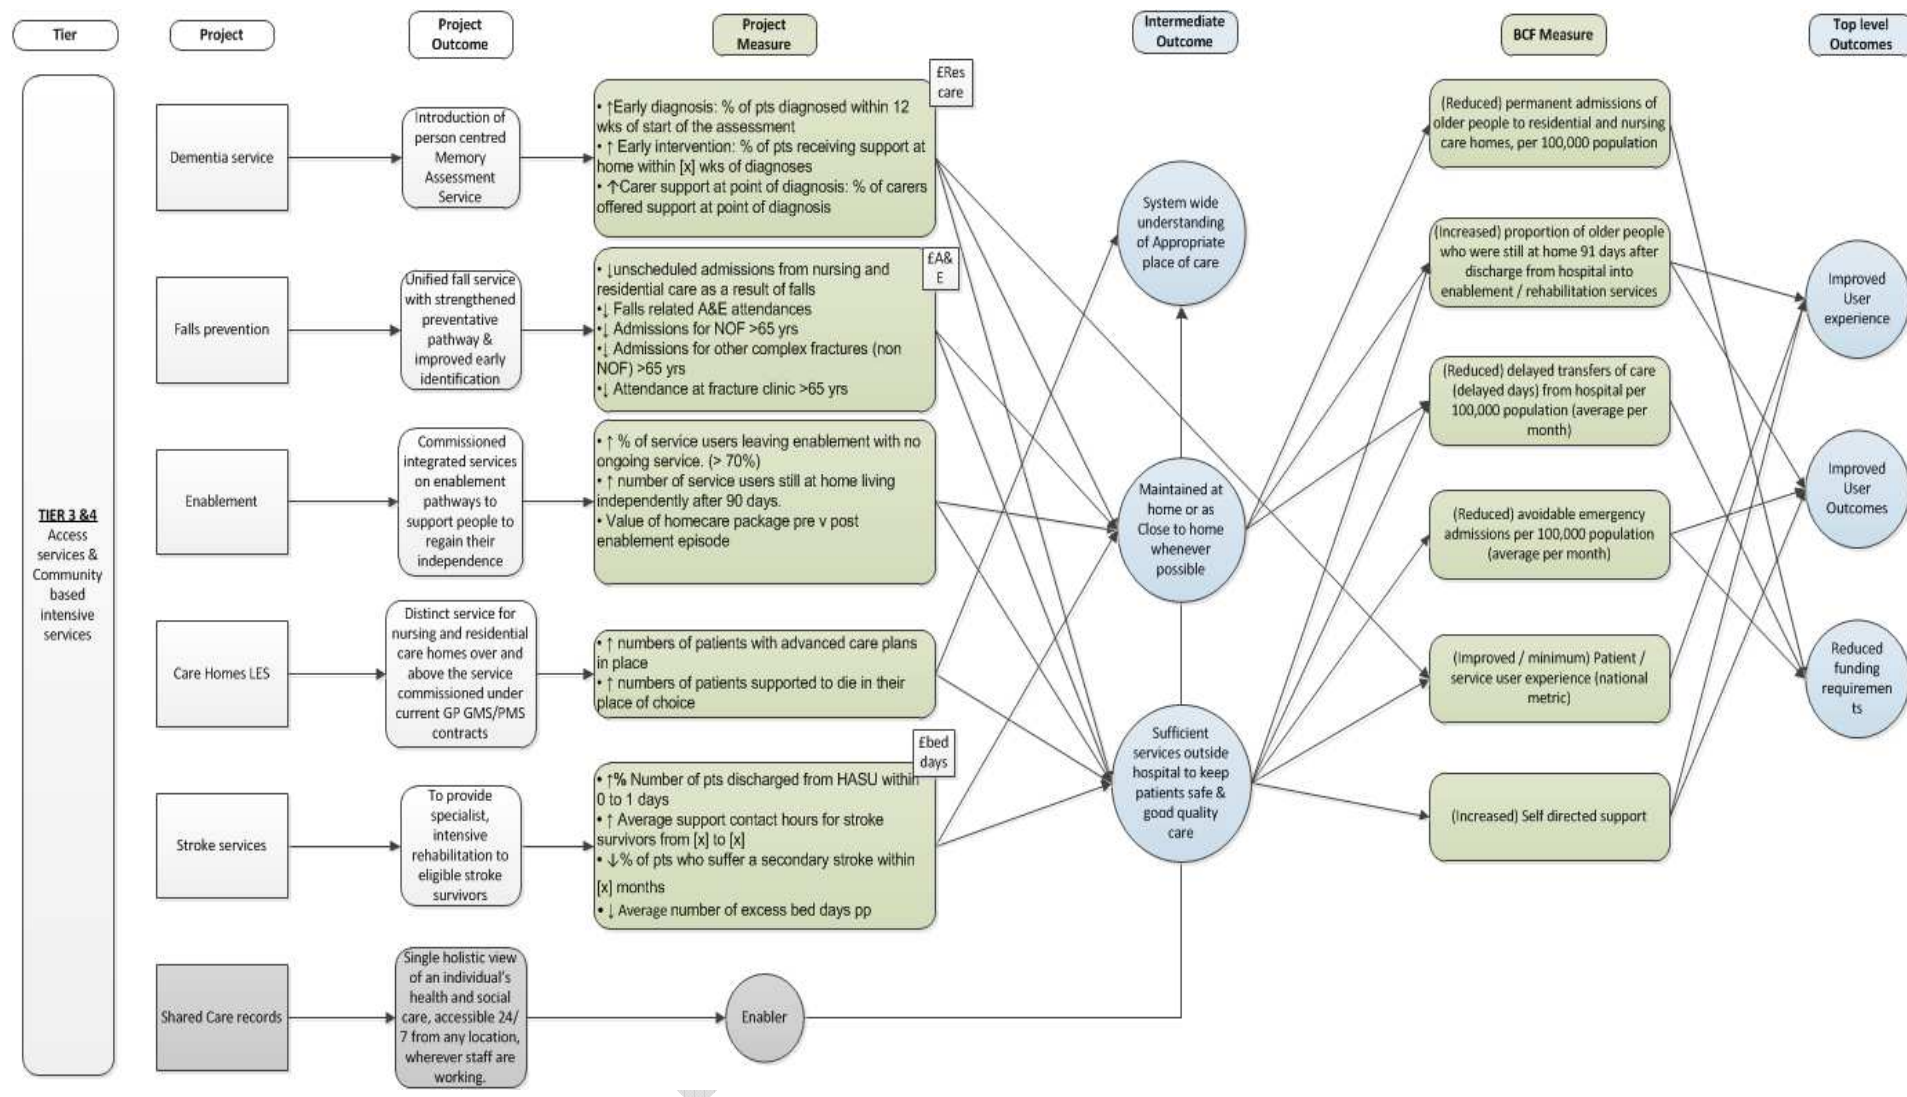 Tier
Project
Project
Outcome
Project
Measure
Intermediate
Outcome
BCF Measure
Top level
Outcomes
TIER 3 &4
Access
services &
Community
based
intensive
services
Dementia service
Introduction of
person centred
Memory
Assessment
Service
£Res
care
• ↑Early diagnosis: % of pts diagnosed within 12
wks of start of the assessment
• ↑ Early intervention: % of pts receiving support at
home within [x] wks of diagnoses
• ↑Carer support at point of diagnosis: % of carers
offered support at point of diagnosis
Falls prevention
Unified fall service
with strengthened
preventative
pathway &
improved early
identification
£A&
E
• ↓unscheduled admissions from nursing and
residential care as a result of falls
•↓ Falls related A&E attendances
•↓ Admissions for NOF >65 yrs
•↓ Admissions for other complex fractures (non
NOF) >65 yrs
•↓ Attendance at fracture clinic >65 yrs
Enablement
Commissioned
integrated services
on enablement
pathways to
support people to
regain their
independence
• ↑ % of service users leaving enablement with no
ongoing service. (> 70%)
• ↑ number of service users still at home living
independently after 90 days.
• Value of homecare package pre v post
enablement episode
Care Homes LES
Distinct service for
nursing and residential
care homes over and
above the service
commissioned under
current GP GMS/PMS
contracts
• ↑ numbers of patients with advanced care plans
in place
• ↑ numbers of patients supported to die in their
place of choice
Stroke services
To provide
specialist,
intensive
rehabilitation to
eligible stroke
survivors
£bed
days
• ↑% Number of pts discharged from HASU within
0 to 1 days
• ↑ Average support contact hours for stroke
survivors from [x] to [x]
• ↓% of pts who suffer a secondary stroke within
[x] months
• ↓ Average number of excess bed days pp
Shared Care records
Single holistic view
of an individual's
health and social
care, accessible 24/
7 from any location,
wherever staff are
working.
Enabler
System wide
understanding
of Appropriate
place of care
Maintained at
home or as
Close to home
whenever
possible
Sufficient
services outside
hospital to keep
patients safe &
good quality
care
(Reduced) permanent admissions of
older people to residential and nursing
care homes, per 100,000 population
(Increased) proportion of older people
who were still at home 91 days after
discharge from hospital into
enablement / rehabilitation services
(Reduced) delayed transfers of care
(delayed days) from hospital per
100,000 population (average per
month)
(Reduced) avoidable emergency
admissions per 100,000 population
(average per month)
(Improved / minimum) Patient /
service user experience (national
metric)
(Increased) Self directed support
Improved
User
experience
Improved
User
Outcomes
Reduced
funding
requiremen
ts